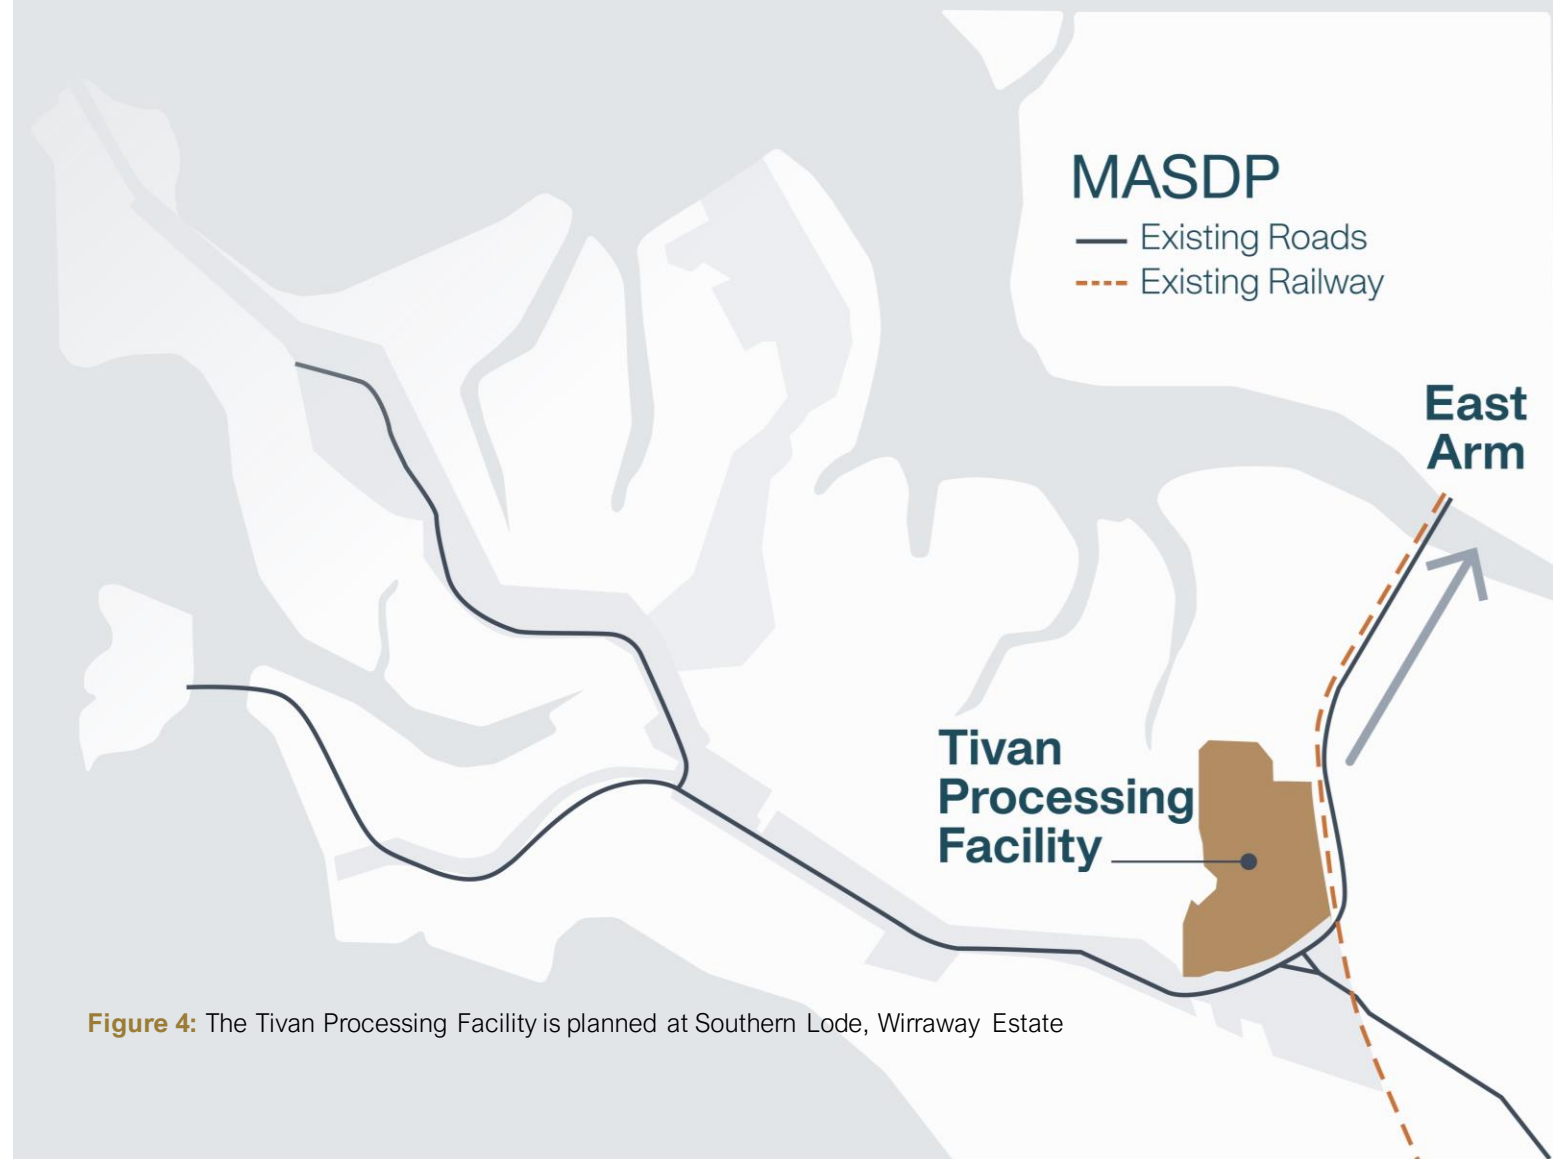 MASDP
Existing Roads
Existing Railway
East
Arm
Tivan
Processing
Facility
Figure 4: The Tivan Processing Facility is planned at Southern Lode, Wirraway Estate